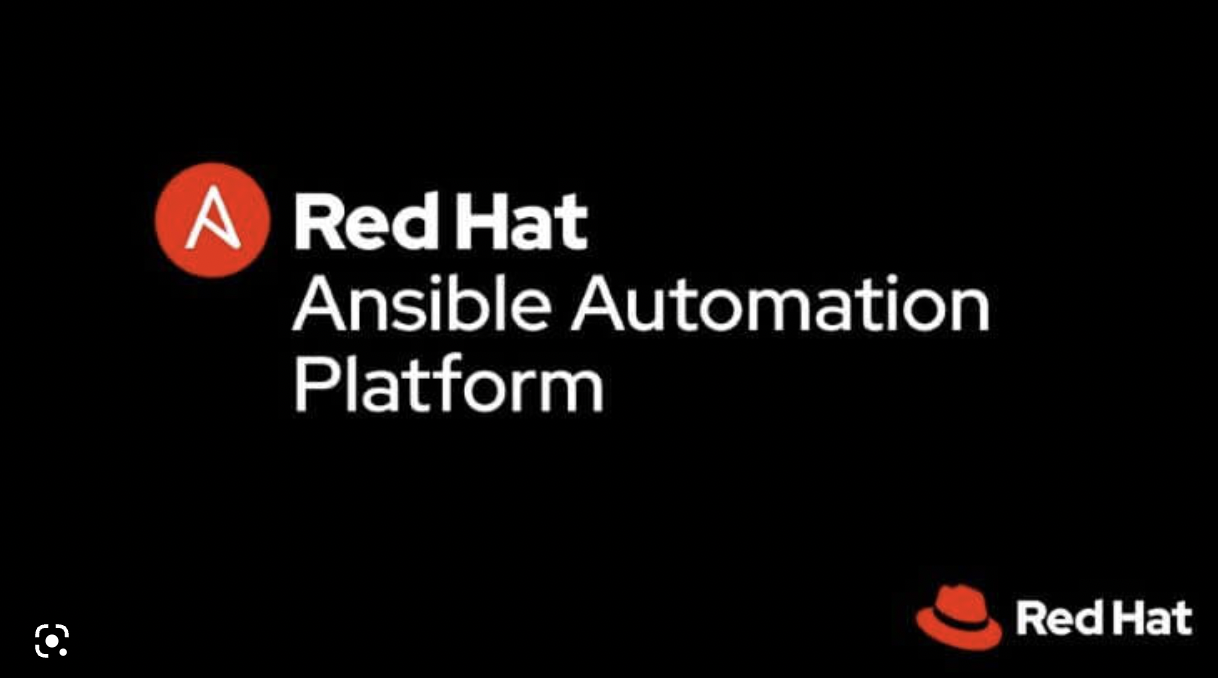 Red Hat
Ansible Automation
Platform
Red Hat